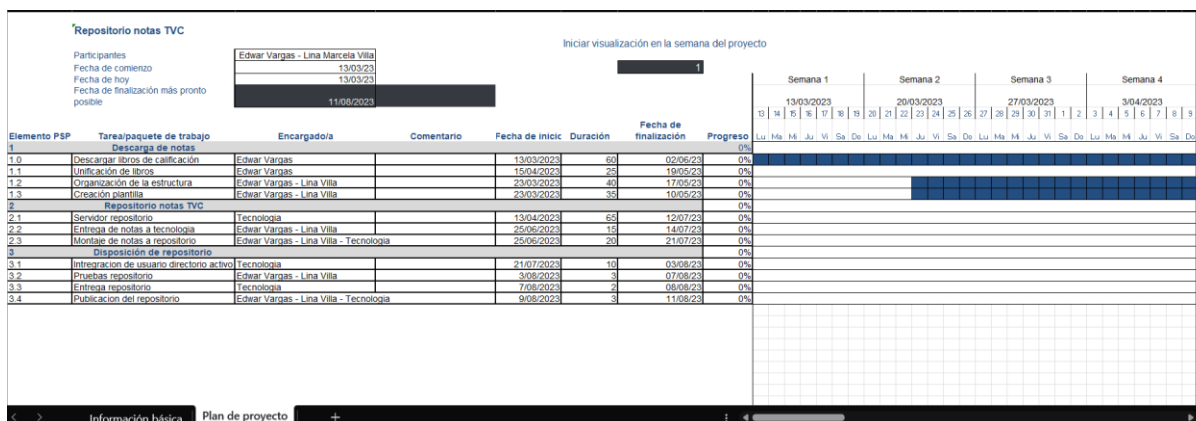 Repositorio notas TVC
Iniciar visualización en la semana del proyecto
Participantes Edwar Vargas - Lina Marcela Villa
Fecha de comienzo 13/03/23
1
Fecha de hoy 13/03/23
Fecha de finalización más pronto posible 11/08/2023
Semana 1 Semana 2 Semana 3 Semana 4
13/03/2023 20/03/2023 27/03/2023 3/04/2023
13 14 15 16 17 18 19 20 21 22 23 24 25 26 27 28 29 30 31 1 2 3 4 5 6 7 8 9
Elemento PSP Tarea/paquete de trabajo Encargado/a Comentario Fecha de inicic Duración Fecha de finalización Progreso Lu Ma Mi Ju Vi Sa Do Lu Ma Mi Ju Vi Sa Do Lu Ma Mi Ju Vi Sa Do Lu Ma Mi Ju Vi Sa Do
1 Descarga de notas 0%
1.0 Descargar libros de calificación Edwar Vargas 13/03/2023 60 02/06/23 0%
1.1 Unificación de libros Edwar Vargas 15/04/2023 25 19/05/23 0%
1.2 Organización de la estructura Edwar Vargas - Lina Villa 23/03/2023 40 17/05/23 0%
1.3 Creación plantilla Edwar Vargas - Lina Villa 23/03/2023 35 10/05/23 0%
2 Repositorio notas TVC 0%
2.1 Servidor repositorio Tecnologia 13/04/2023 65 12/07/23 0%
2.2 Entrega de notas a tecnologia Edwar Vargas - Lina Villa 25/06/2023 15 14/07/23 0%
2.3 Montaje de notas a repositorio Edwar Vargas - Lina Villa - Tecnologia 25/06/2023 20 21/07/23 0%
3 Disposición de repositorio 0%
3.1 Intregracion de usuario directorio activo Tecnologia 21/07/2023 10 03/08/23 0%
3.2 Pruebas repositorio Edwar Vargas - Lina Villa 3/08/2023 3 07/08/23 0%
3.3 Entrega repositorio Tecnologia 7/08/2023 2 08/08/23 0%
3.4 Publicacion del repositorio Edwar Vargas - Lina Villa - Tecnologia 9/08/2023 3 11/08/23 0%
Información básica Plan de proyecto +